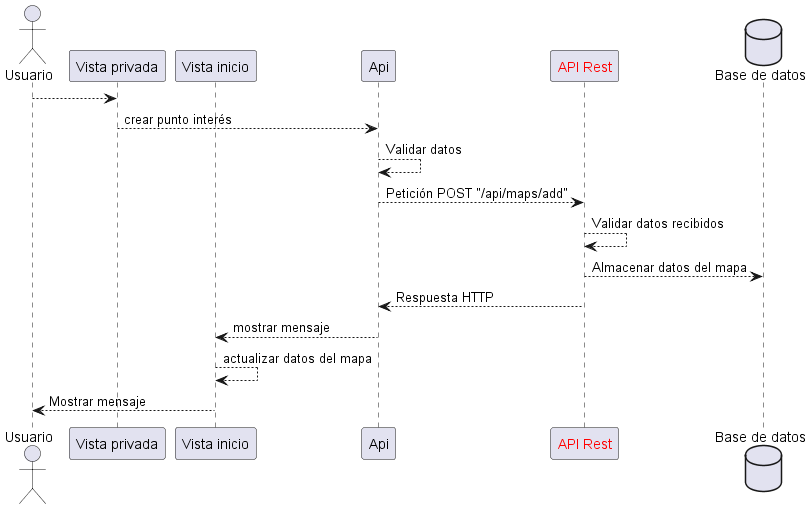 Usuario
Vista privada
Vista inicio
Api
API Rest
Base de datos
crear punto interés
Validar datos
Petición POST "/api/maps/add"
Validar datos recibidos
Almacenar datos del mapa
Respuesta HTTP
mostrar mensaje
actualizar datos del mapa
Mostrar mensaje
Usuario
Vista privada
Vista inicio
Api
API Rest
Base de datos